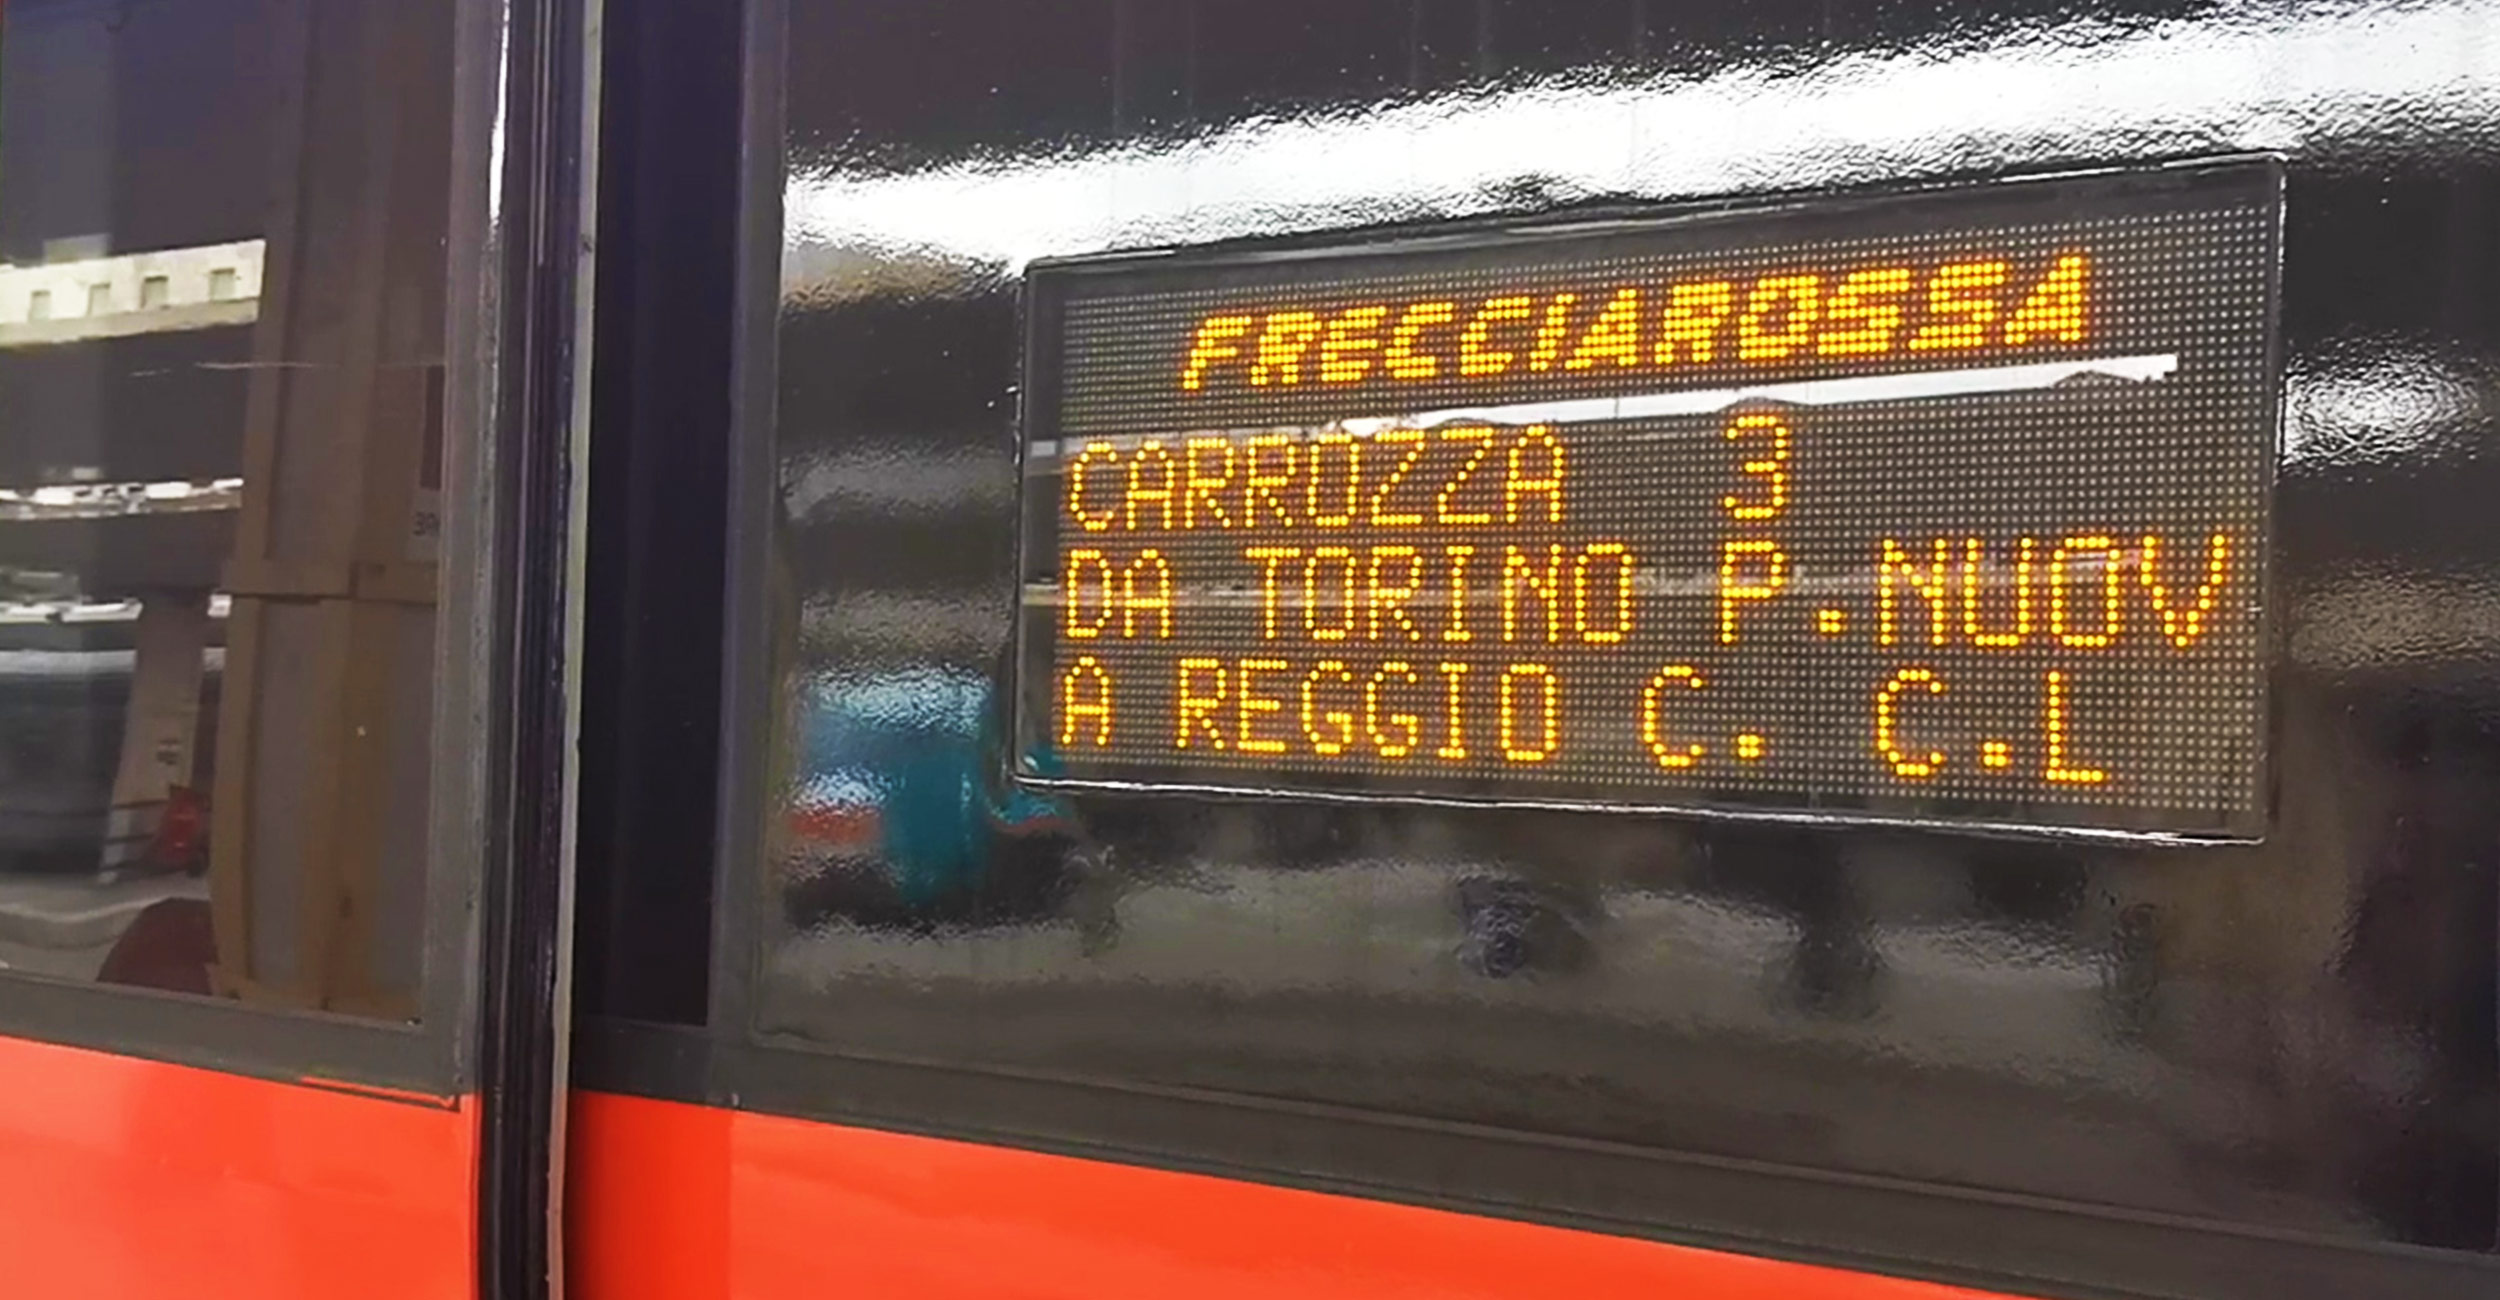 FRECCIAROSSA
CARROZZA 3
DA TORINO P.NUOV
A REGGIO C. C.L